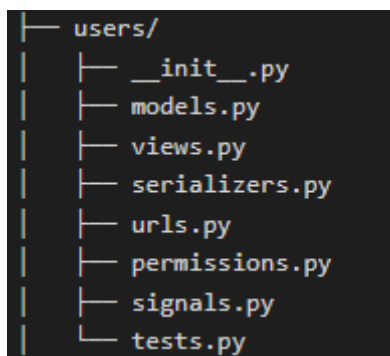 ├── users/
│   ├── __init__.py
│   ├── models.py
│   ├── views.py
│   ├── serializers.py
│   ├── urls.py
│   ├── permissions.py
│   ├── signals.py
│   └── tests.py